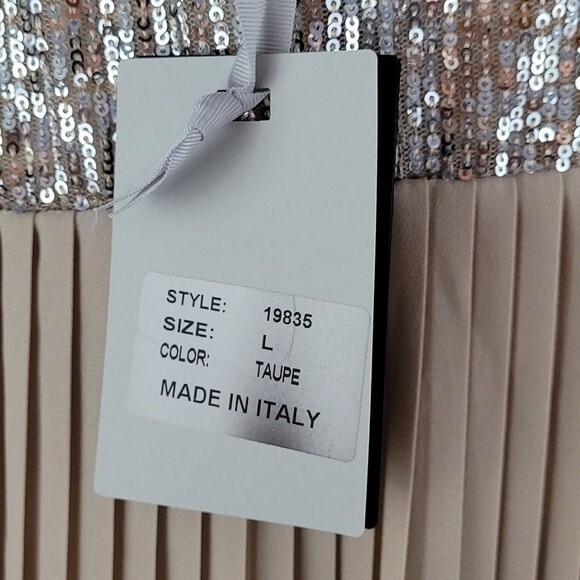 STYLE: 19835
SIZE: L
COLOR: TAUPE
MADE IN ITALY